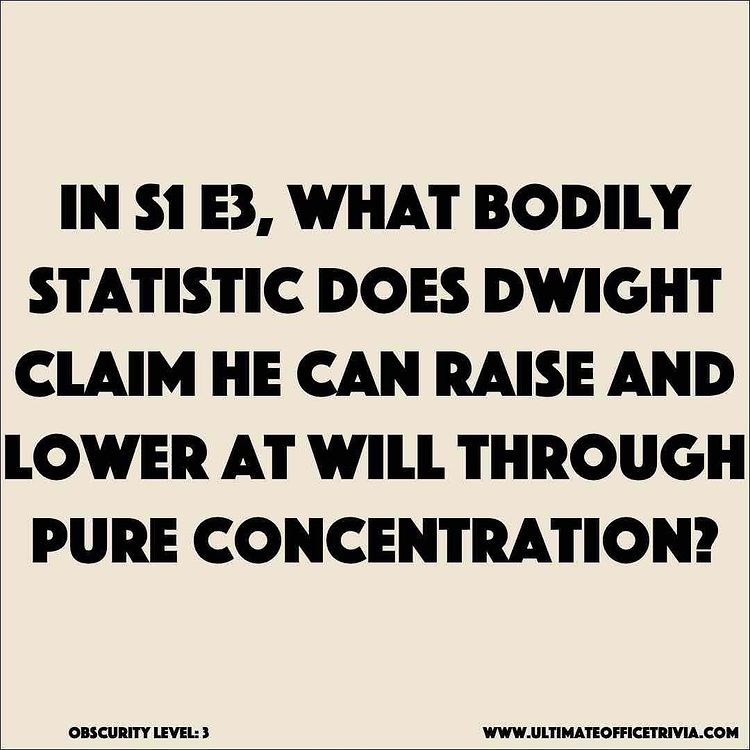 IN S1 E3, WHAT BODILY
STATISTIC DOES DWIGHT
CLAIM HE CAN RAISE AND
LOWER AT WILL THROUGH
PURE CONCENTRATION?
OBSCURITY LEVEL: 3
WWW.ULTIMATEOFFICETRIVIA.COM